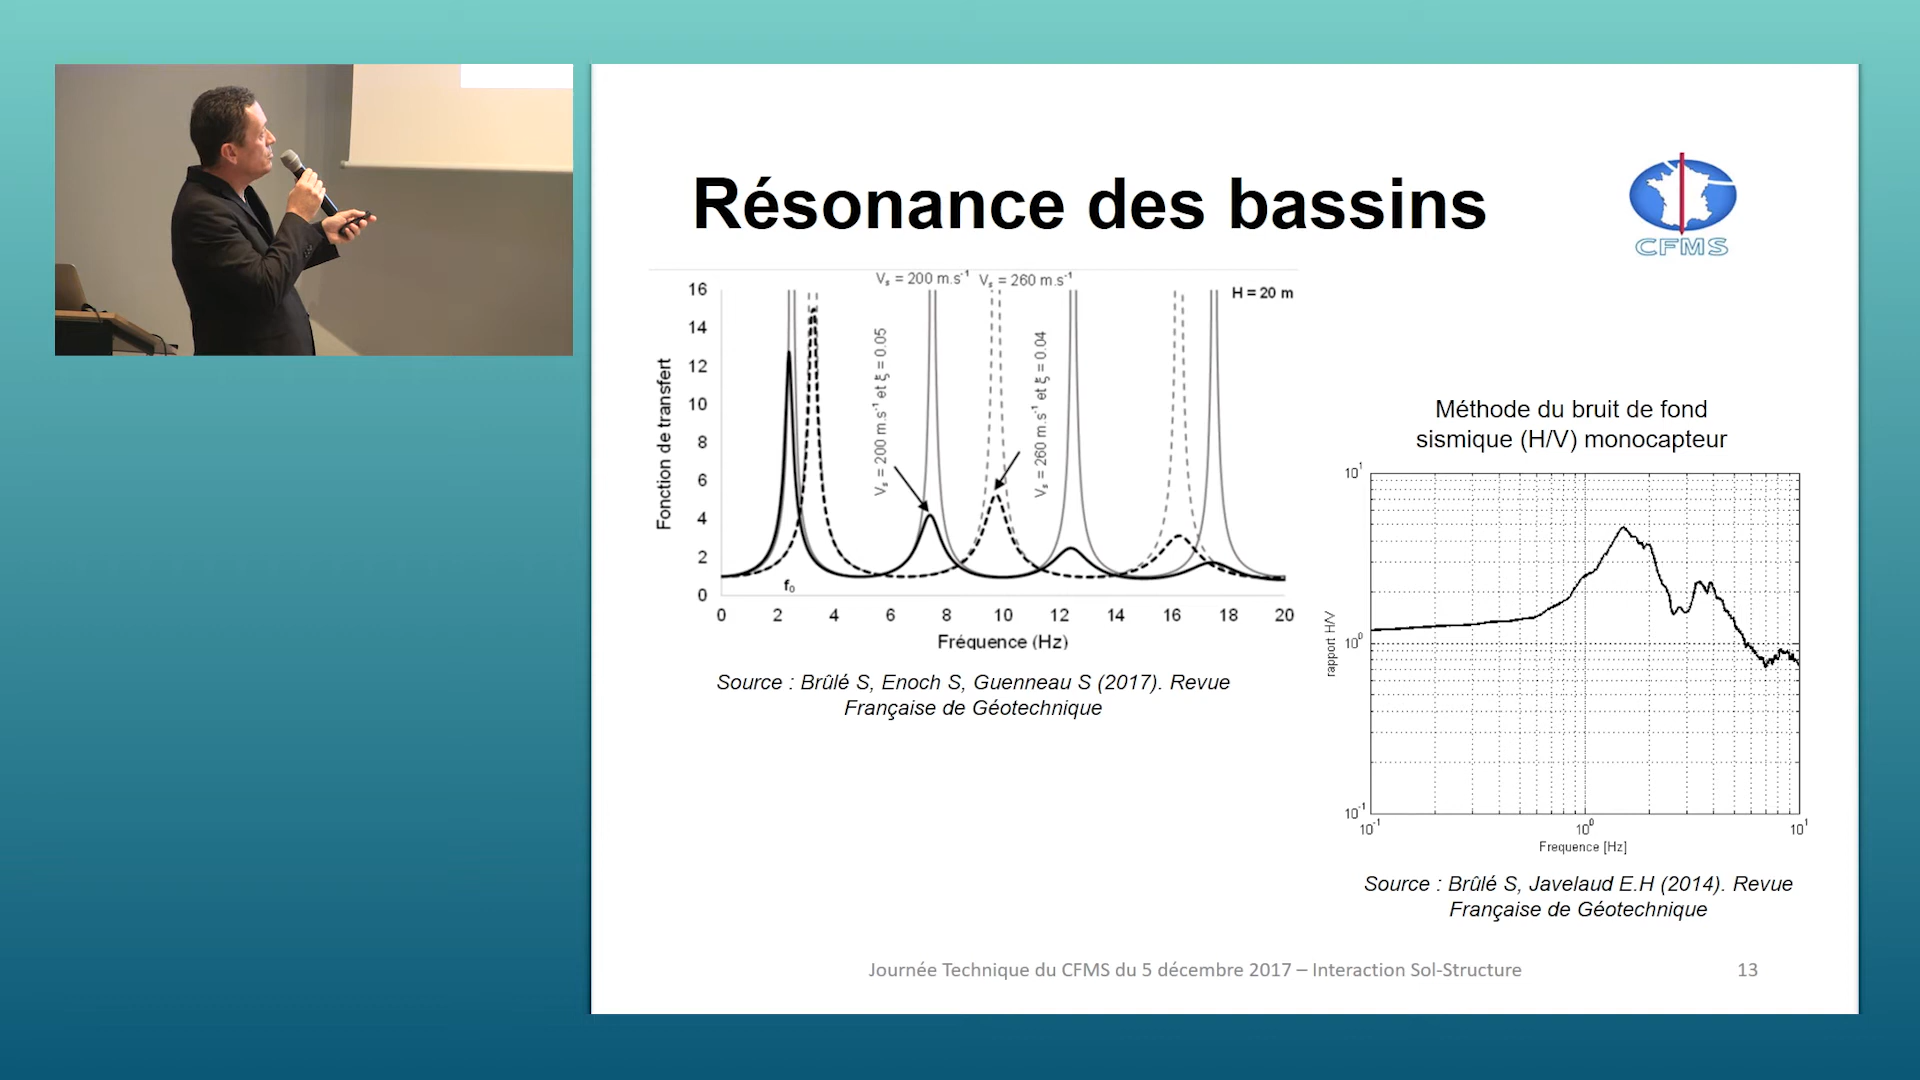 Résonance des bassins
CFMS
Vs = 200 m.s-1 Vs = 260 m.s-1
H = 20 m
Vs = 200 m.s-1 et ξ = 0.05
Vs = 260 m.s-1 et ξ = 0.04
Fonction de transfert
16
14
12
10
8
6
4
2
0
f0
0 2 4 6 8 10 12 14 16 18 20
Fréquence (Hz)
Source : Brûlé S, Enoch S, Guenneau S (2017). Revue
Française de Géotechnique
Méthode du bruit de fond
sismique (H/V) monocapteur
10^1
10^0
10^-1
rapport H/V
10^-1 10^0 10^1
Frequence [Hz]
Source : Brûlé S, Javelaud E.H (2014). Revue
Française de Géotechnique
Journée Technique du CFMS du 5 décembre 2017 – Interaction Sol-Structure 13